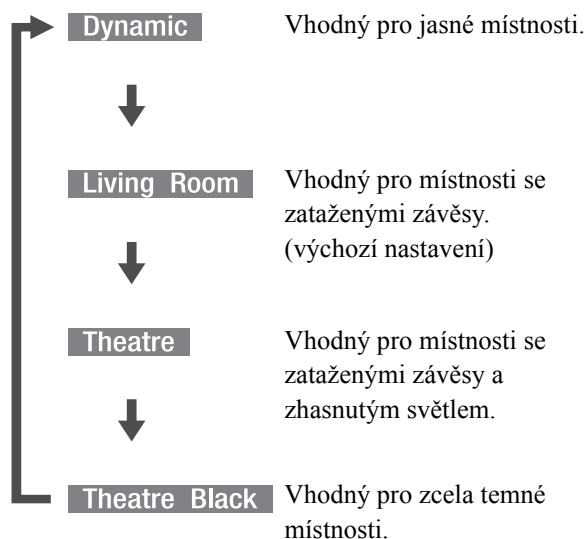 Dynamic Vhodný pro jasné místnosti.
Living Room Vhodný pro místnosti se
zataženými závěsy.
(výchozí nastavení)
Theatre Vhodný pro místnosti se
zataženými závěsy a
zhasnutým světlem.
Theatre Black Vhodný pro zcela temné
místnosti.